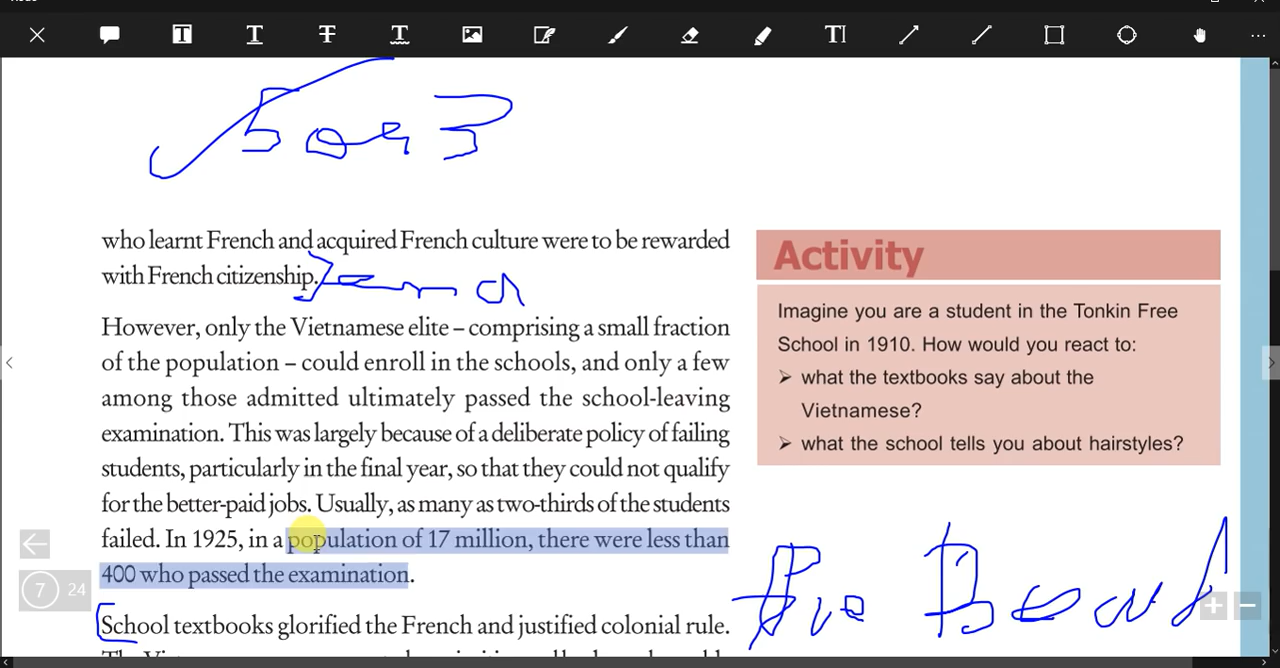 who learnt French and acquired French culture were to be rewarded
with French citizenship.
However, only the Vietnamese elite – comprising a small fraction
of the population – could enroll in the schools, and only a few
among those admitted ultimately passed the school-leaving
examination. This was largely because of a deliberate policy of failing
students, particularly in the final year, so that they could not qualify
for the better-paid jobs. Usually, as many as two-thirds of the students
failed. In 1925, in a population of 17 million, there were less than
400 who passed the examination.
School textbooks glorified the French and justified colonial rule.
Activity
Imagine you are a student in the Tonkin Free
School in 1910. How would you react to:
➢ what the textbooks say about the
Vietnamese?
➢ what the school tells you about hairstyles?
7 24